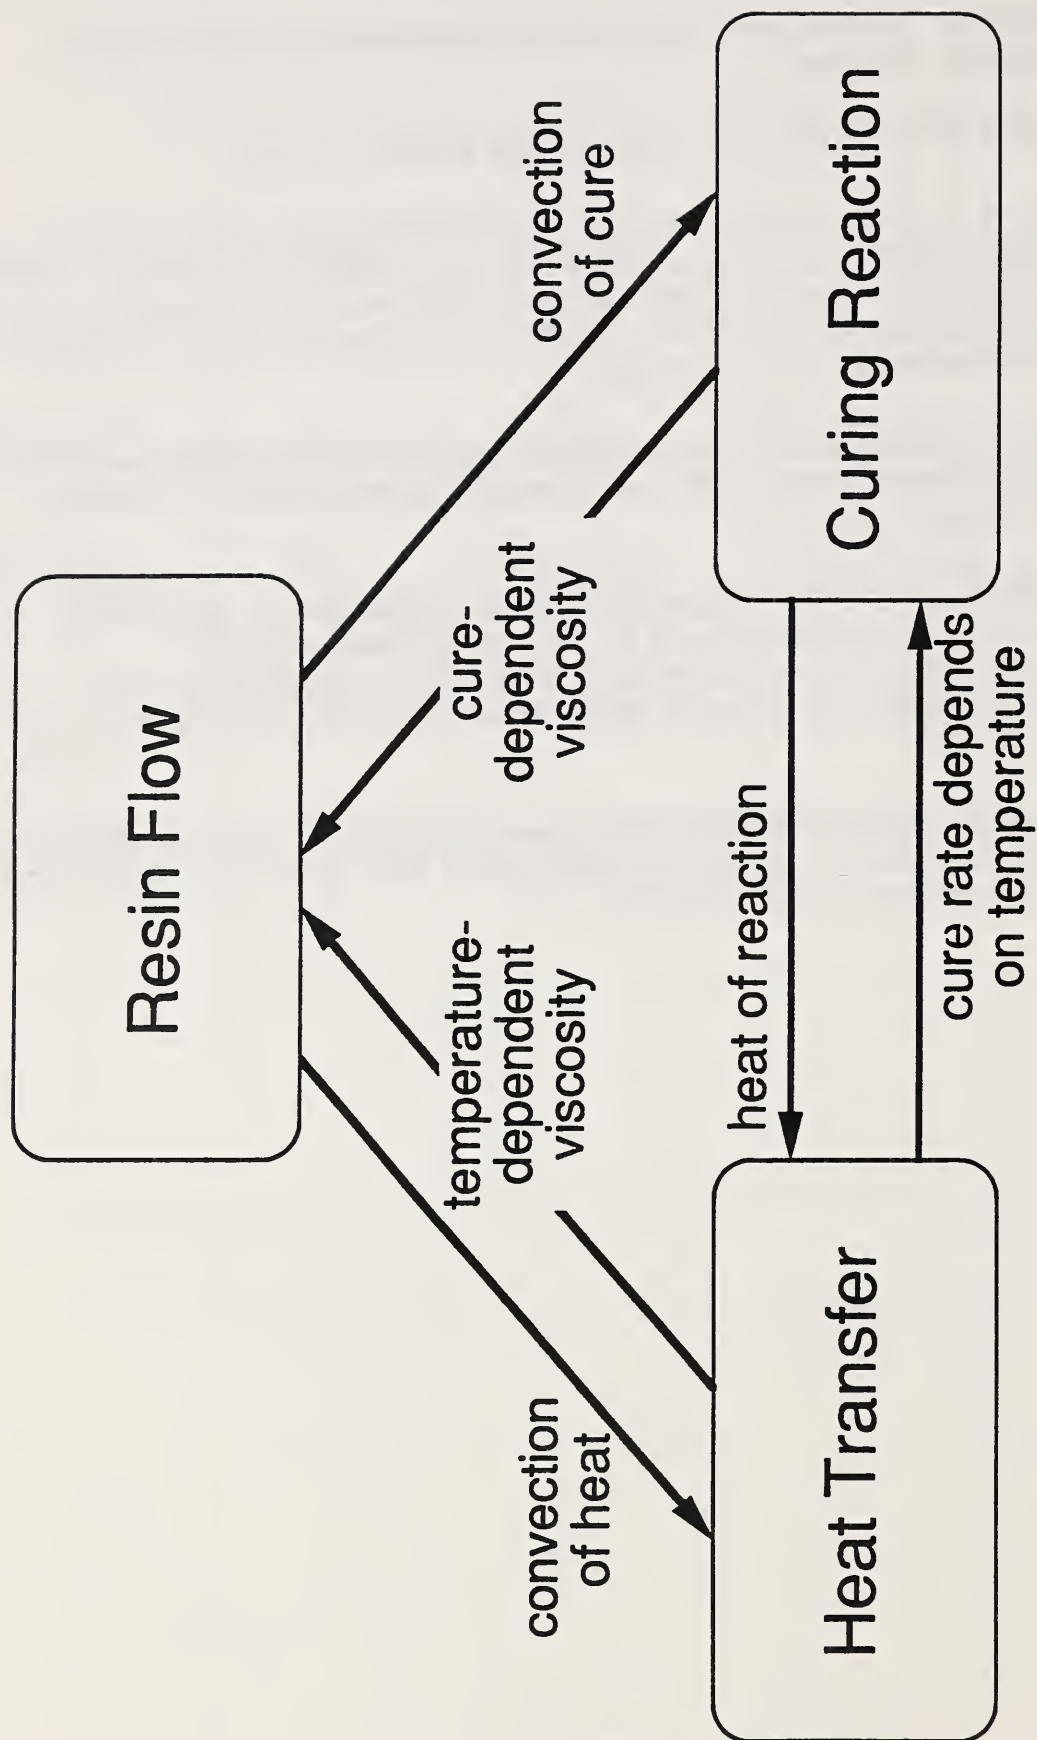 Resin Flow
convection
of heat
temperature-
dependent
viscosity
cure-
dependent
viscosity
convection
of cure
Heat Transfer
heat of reaction
cure rate depends
on temperature
Curing Reaction